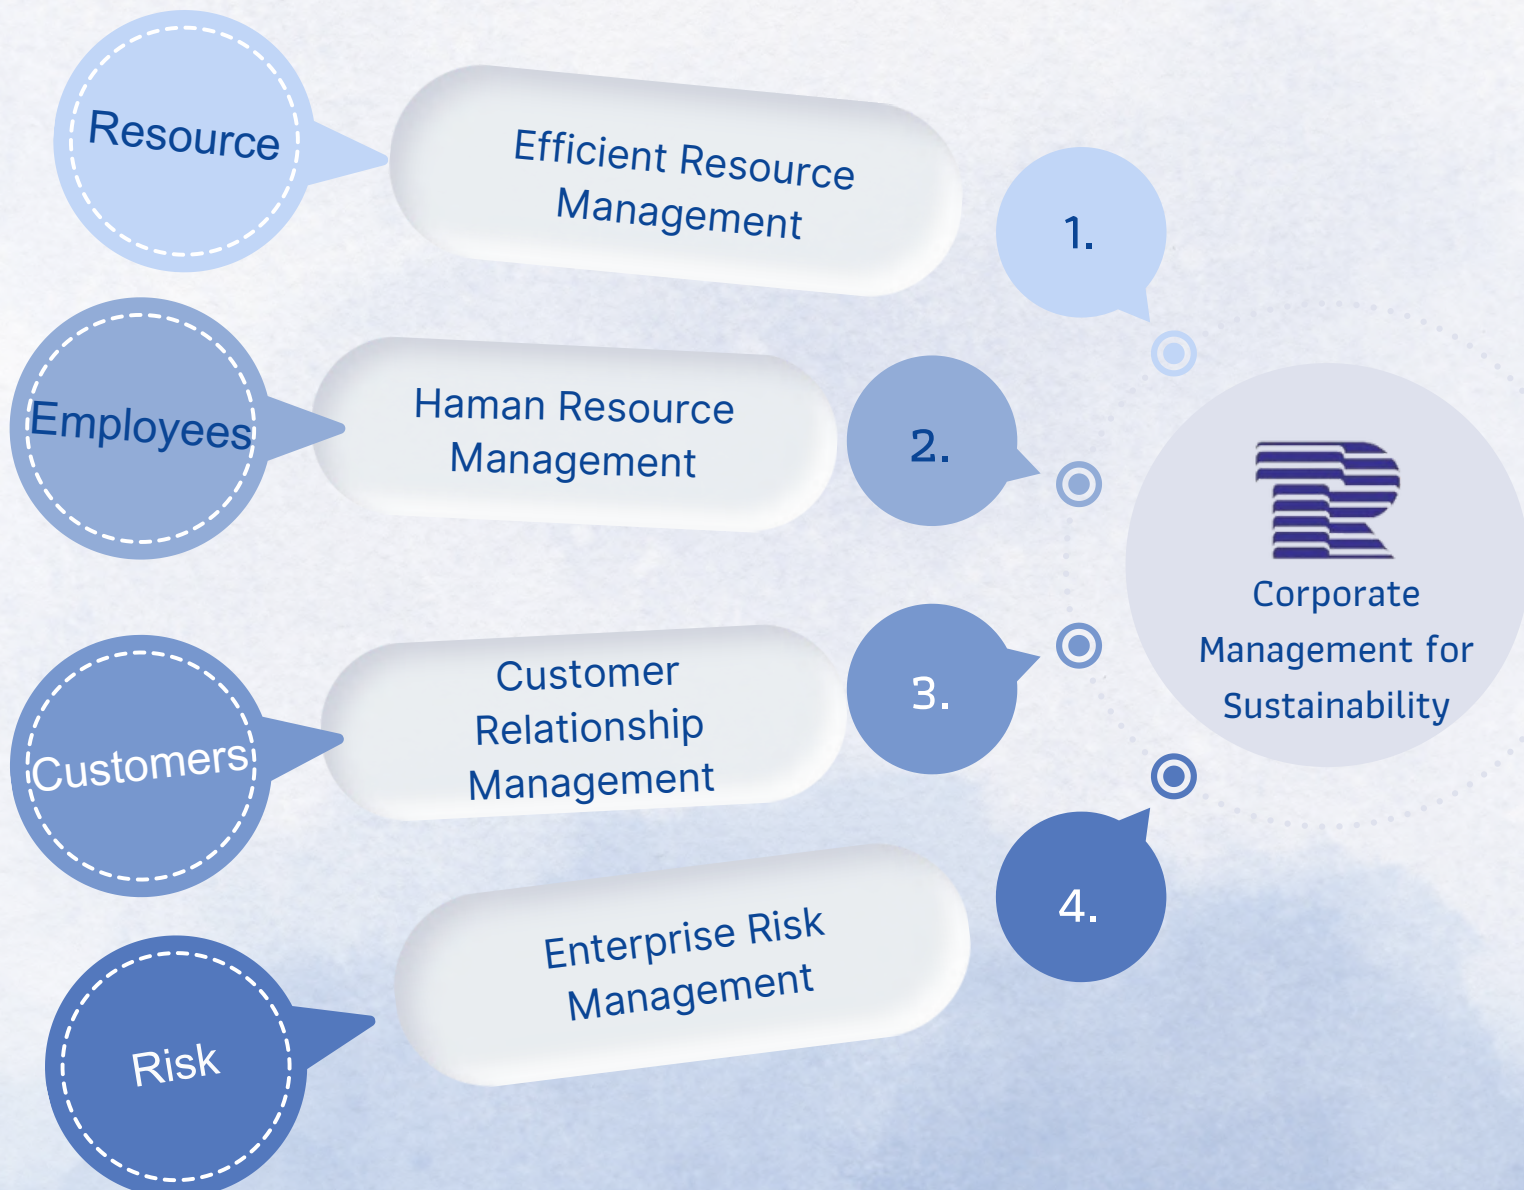 Resource
Efficient Resource
Management
1.
Employees
Haman Resource
Management
2.
Customers
Customer
Relationship
Management
3.
Risk
Enterprise Risk
Management
4.
R
Corporate
Management for
Sustainability